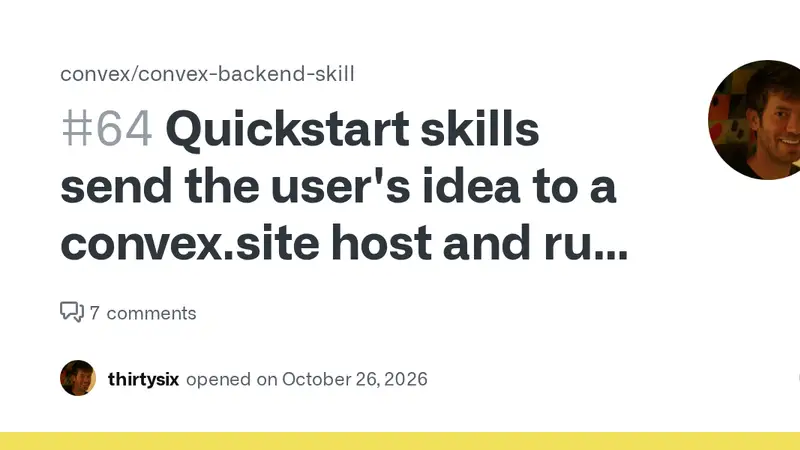 convex/convex-backend-skill
#64 Quickstart skills
send the user's idea to a
convex.site host and ru...
7 comments
thirtysix opened on October 26, 2026